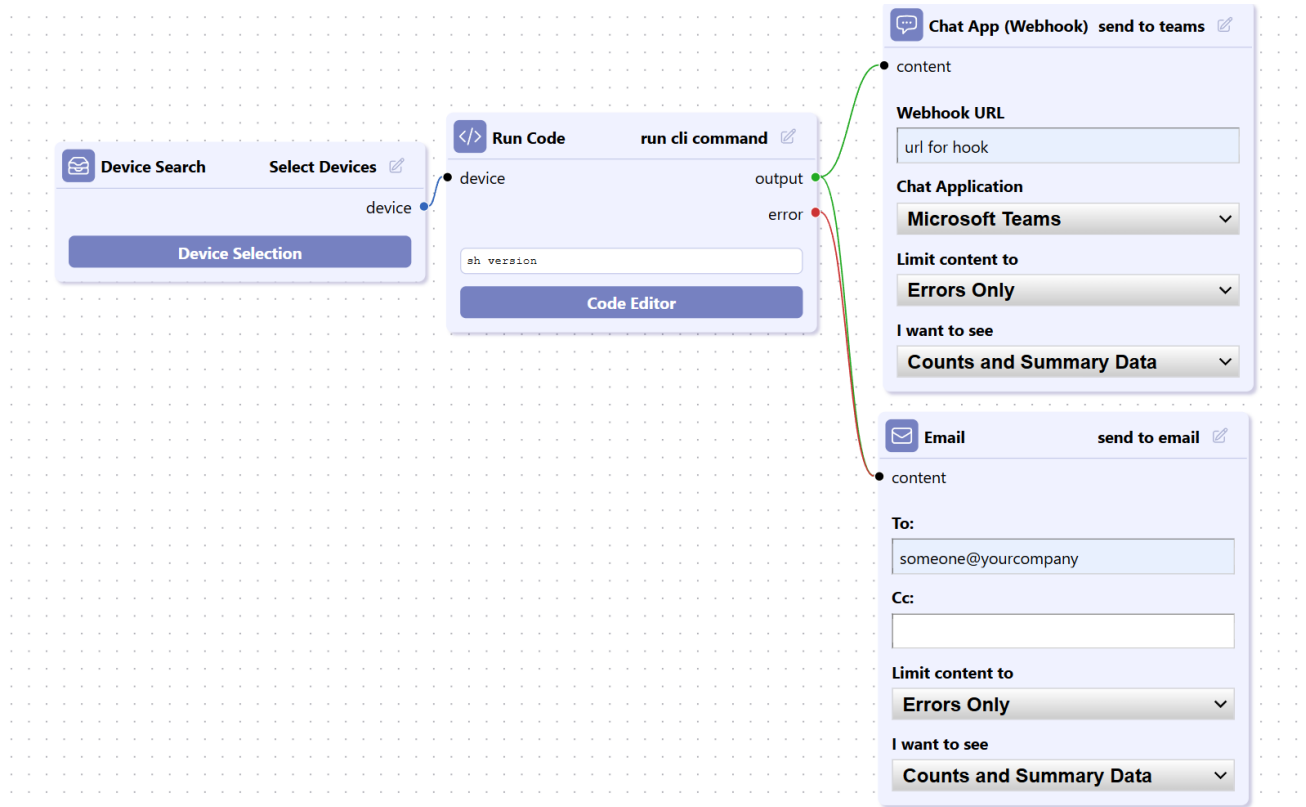 Device Search Select Devices
device
Device Selection
Run Code run cli command
device output
error
sh version
Code Editor
Chat App (Webhook) send to teams
content
Webhook URL
url for hook
Chat Application
Microsoft Teams
Limit content to
Errors Only
I want to see
Counts and Summary Data
Email send to email
content
To:
someone@yourcompany
Cc:
Limit content to
Errors Only
I want to see
Counts and Summary Data